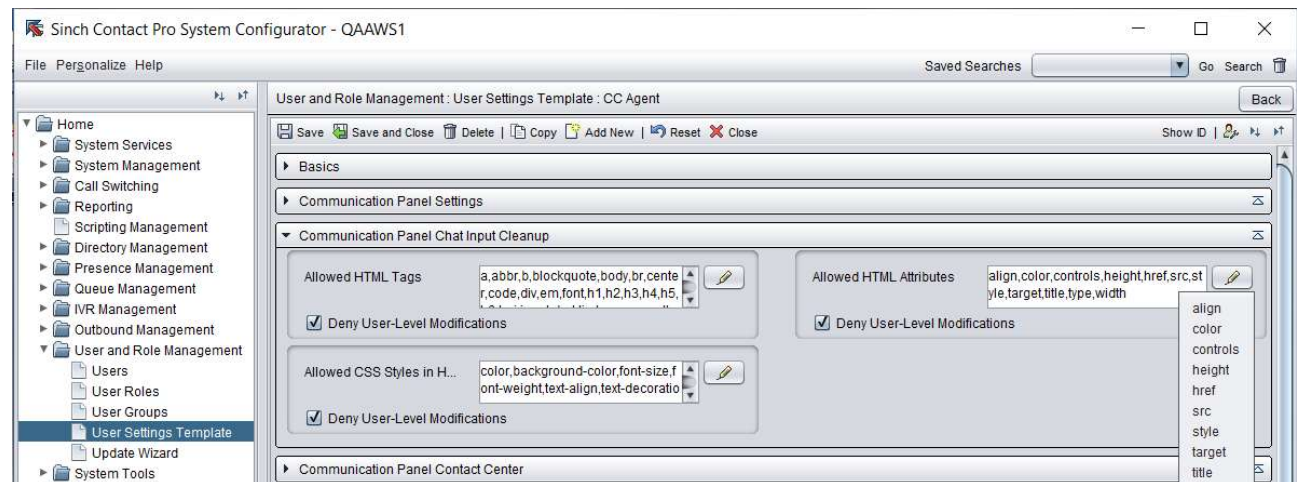 Sinch Contact Pro System Configurator - QAAWS1
File Personalize Help
Saved Searches
Go Search
User and Role Management : User Settings Template : CC Agent
Back
Home
System Services
System Management
Call Switching
Reporting
Scripting Management
Directory Management
Presence Management
Queue Management
IVR Management
Outbound Management
User and Role Management
Users
User Roles
User Groups
User Settings Template
Update Wizard
System Tools
Save Save and Close Delete | Copy Add New | Reset Close
Show ID |
Basics
Communication Panel Settings
Communication Panel Chat Input Cleanup
Allowed HTML Tags
a,abbr,b,blockquote,body,br,cente
r,code,div,em,font,h1,h2,h3,h4,h5,
Deny User-Level Modifications
Allowed HTML Attributes
align,color,controls,height,href,src,st
yle,target,title,type,width
Deny User-Level Modifications
align
color
controls
height
href
src
style
target
title
Allowed CSS Styles in H...
color,background-color,font-size,f
ont-weight,text-align,text-decoratio
Deny User-Level Modifications
Communication Panel Contact Center